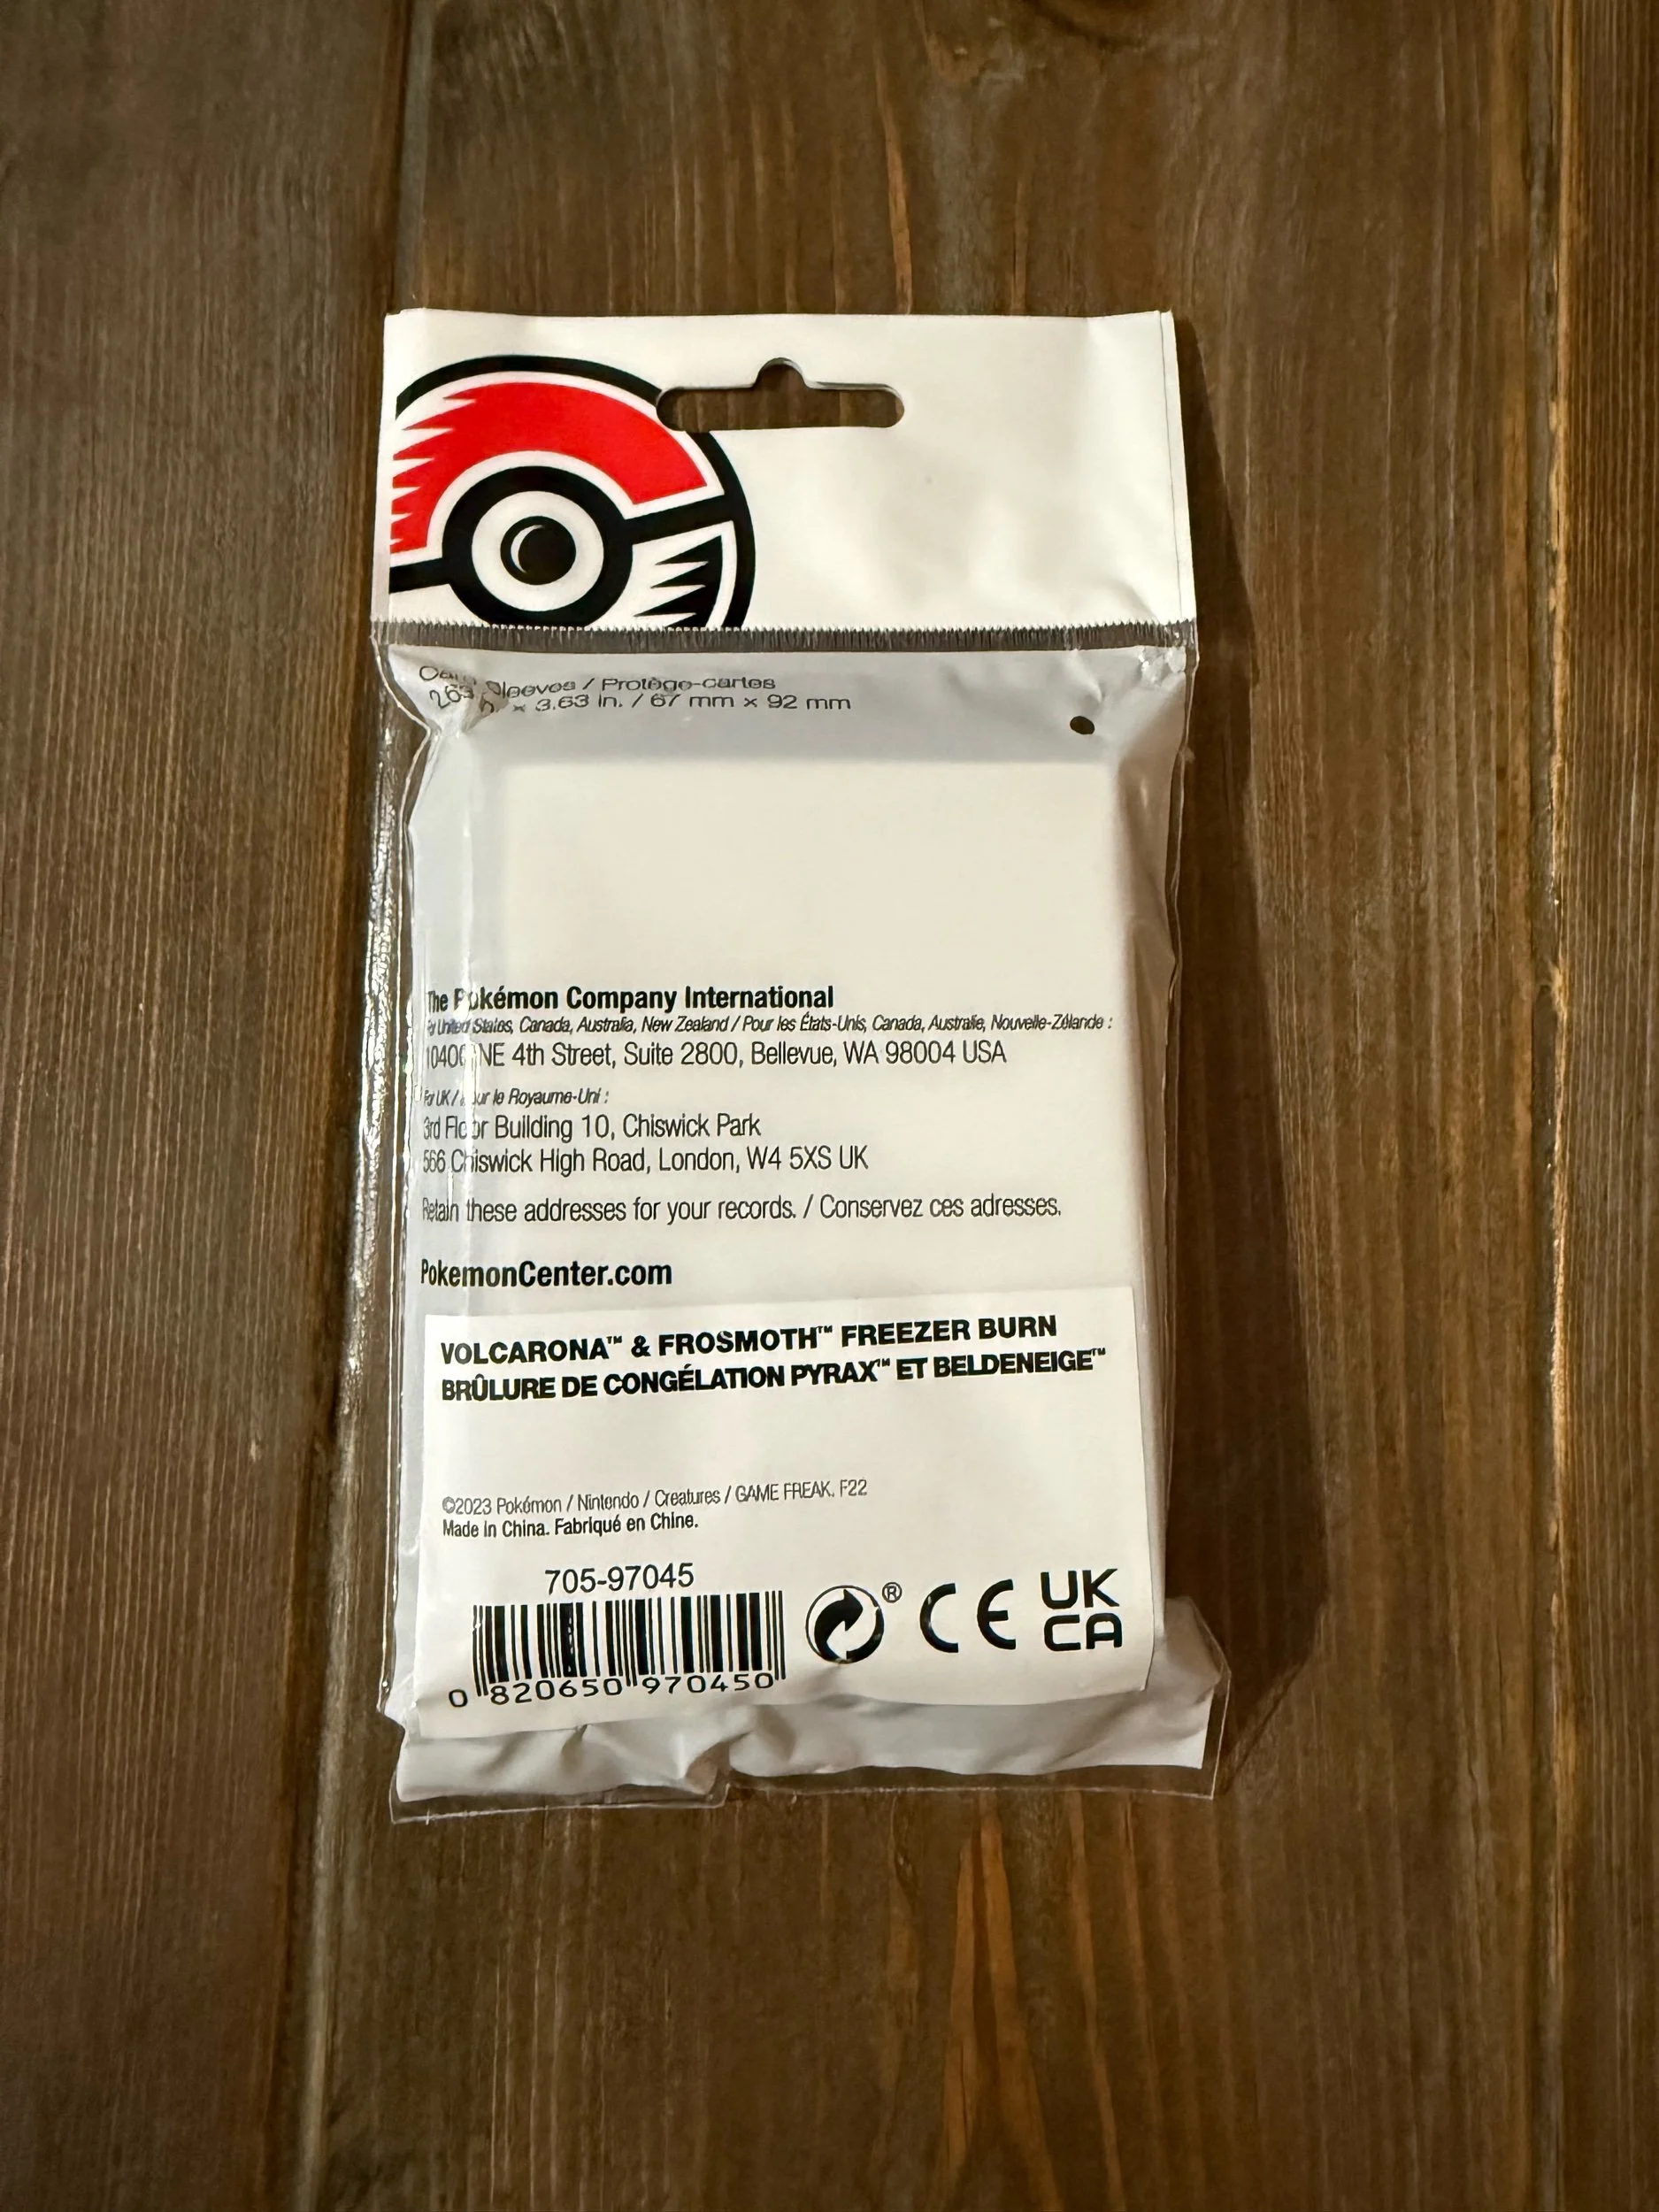 Card Sleeves / Protège-cartes
2.63 in. x 3.63 in. / 67 mm x 92 mm
The Pokémon Company International
For United States, Canada, Australia, New Zealand / Pour les États-Unis, Canada, Australie, Nouvelle-Zélande :
10400 NE 4th Street, Suite 2800, Bellevue, WA 98004 USA
For UK / Pour le Royaume-Uni :
3rd Floor Building 10, Chiswick Park
566 Chiswick High Road, London, W4 5XS UK
Retain these addresses for your records. / Conservez ces adresses.
PokemonCenter.com
VOLCARONA™ & FROSMOTH™ FREEZER BURN
BRÛLURE DE CONGÉLATION PYRAX™ ET BELDENEIGE™
©2023 Pokémon / Nintendo / Creatures / GAME FREAK. F22
Made in China. Fabriqué en Chine.
705-97045
0 820650 970450
® CE UK
CA